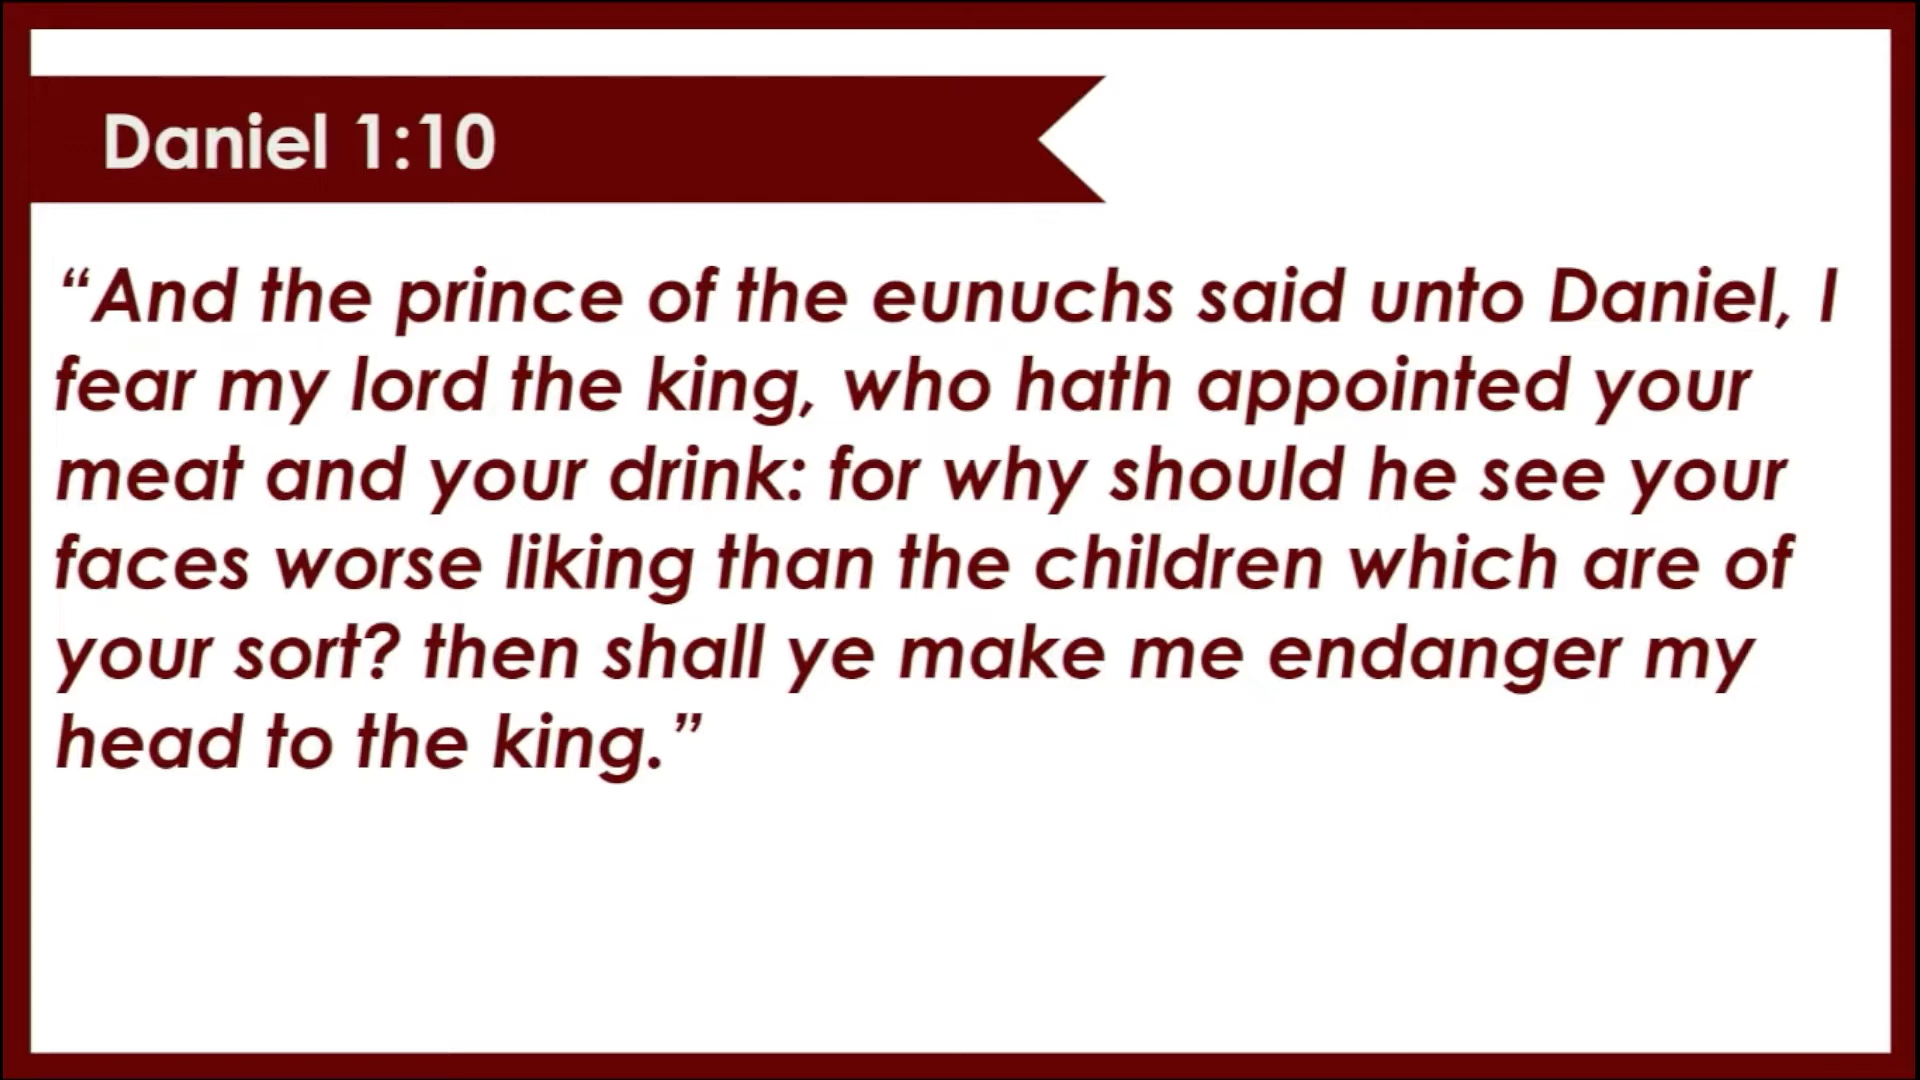 Daniel 1:10
“And the prince of the eunuchs said unto Daniel, I
fear my lord the king, who hath appointed your
meat and your drink: for why should he see your
faces worse liking than the children which are of
your sort? then shall ye make me endanger my
head to the king.”